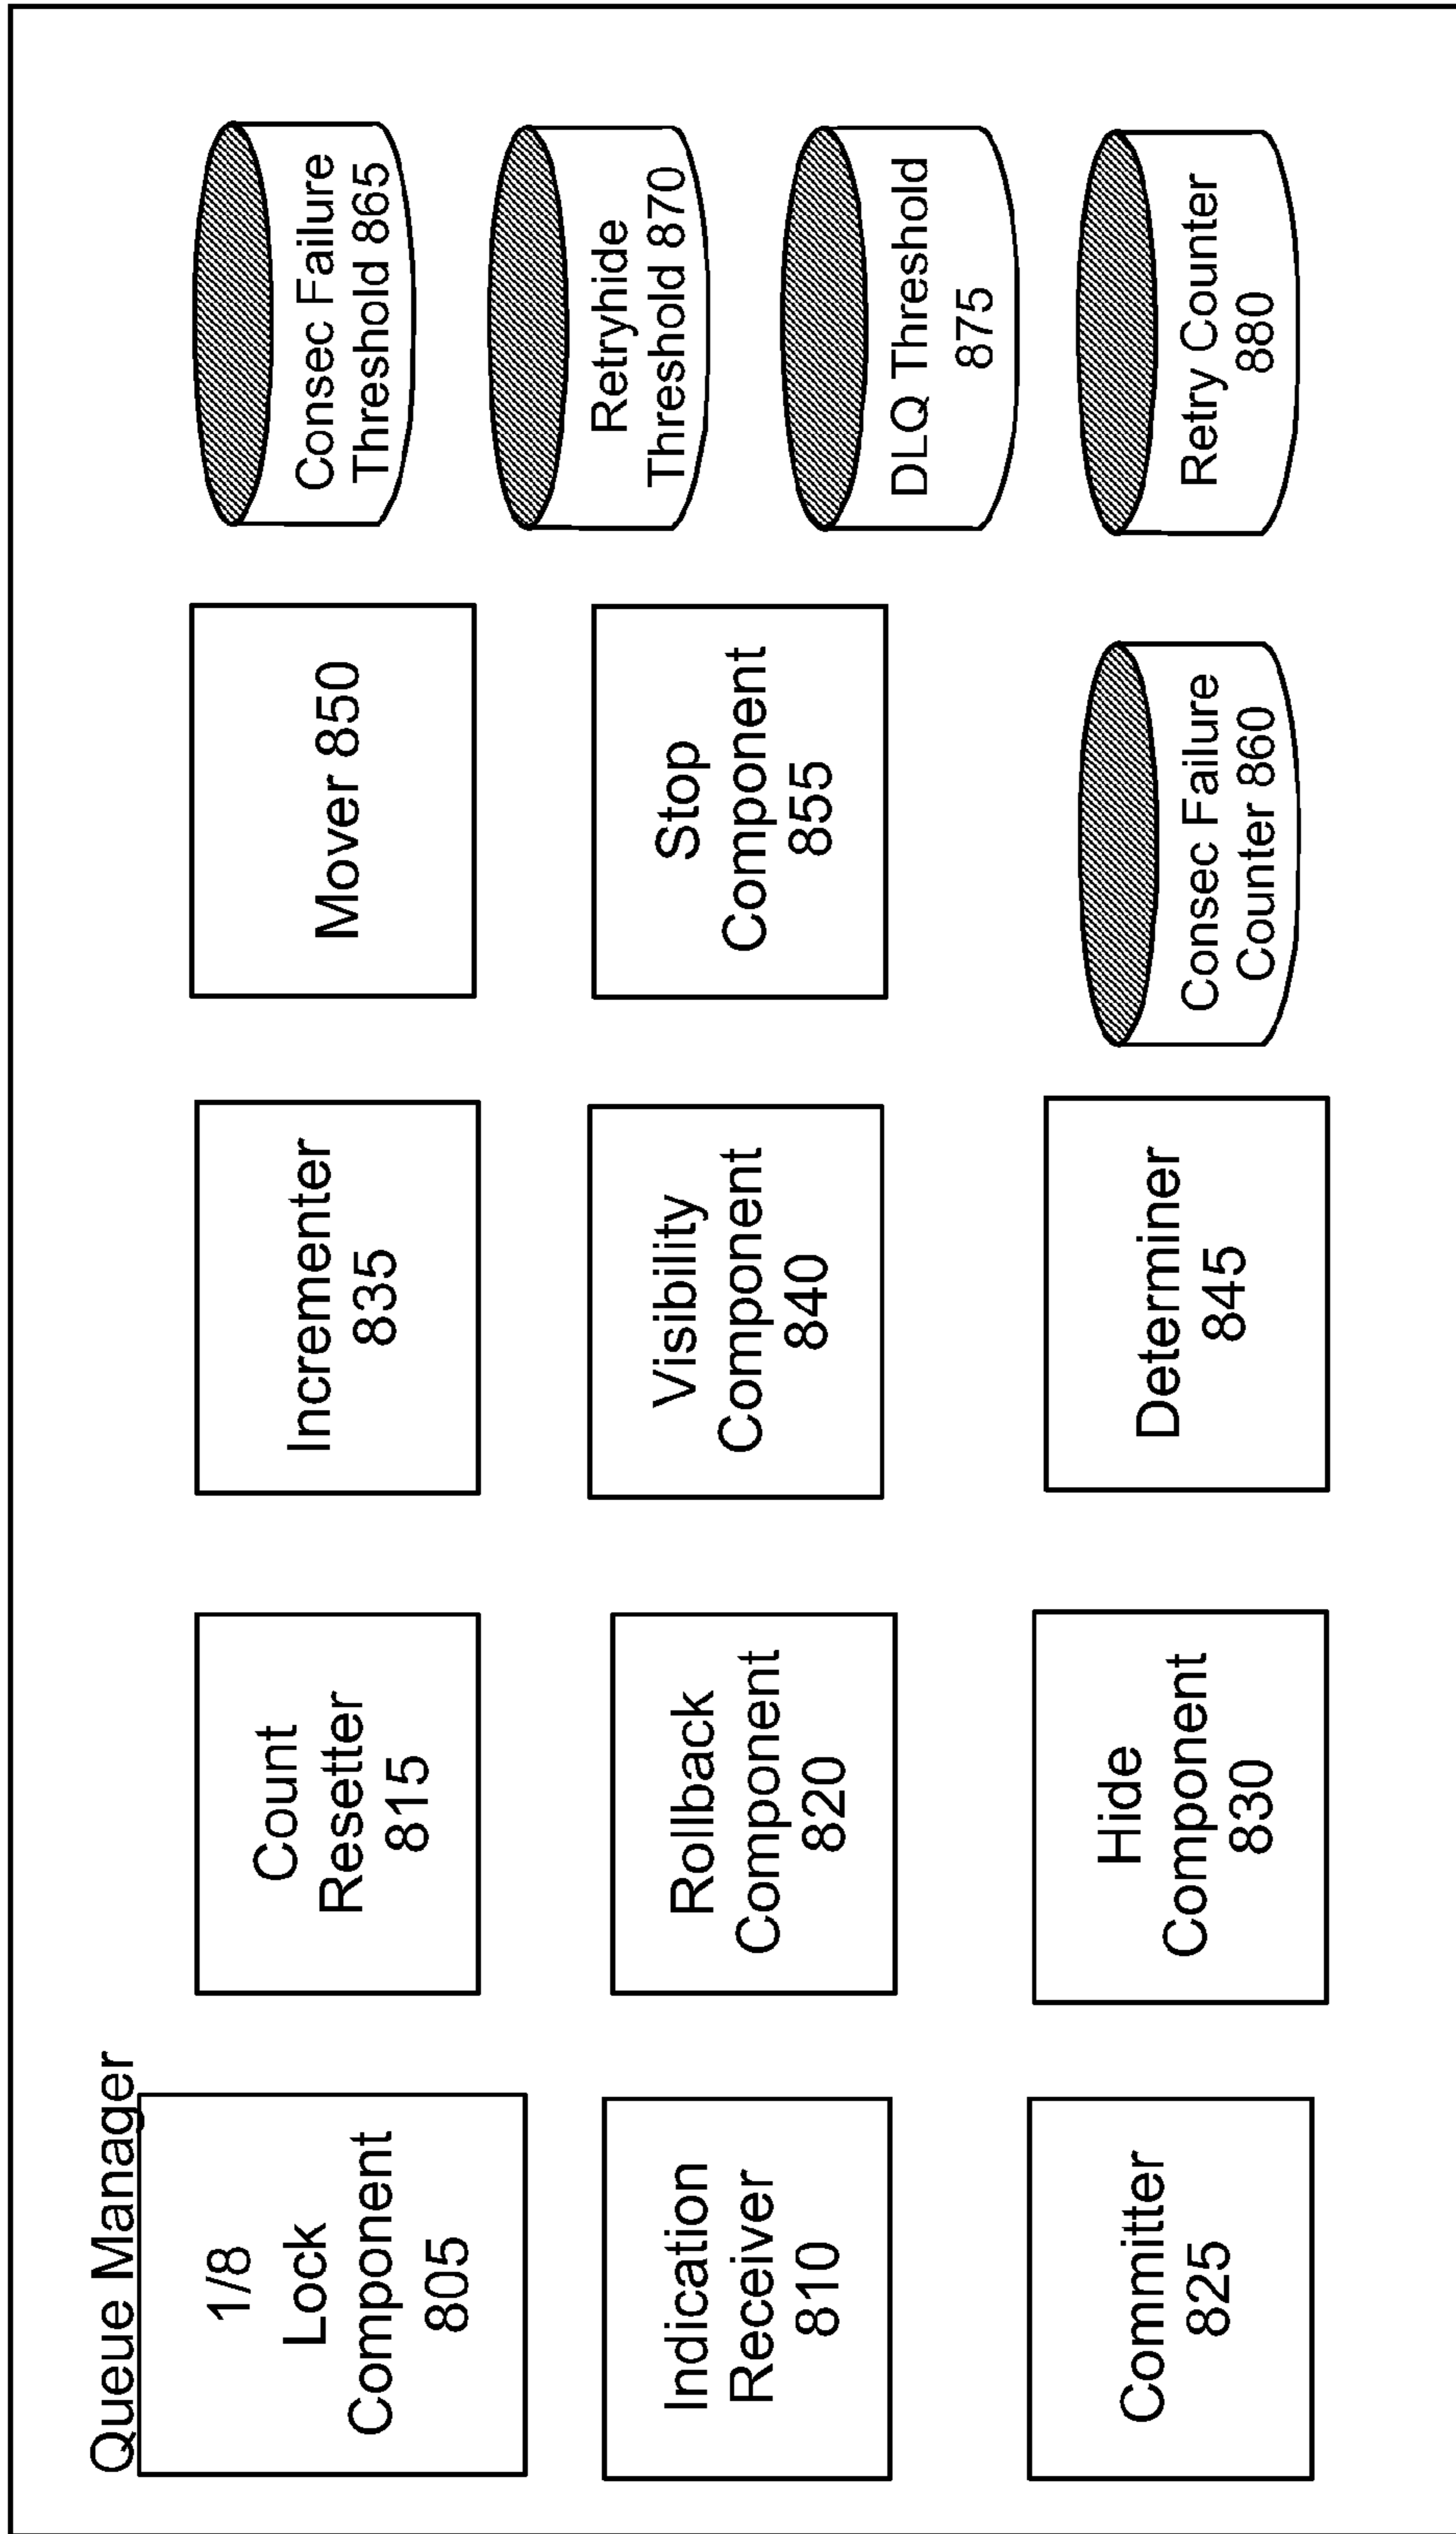 Queue Manager
1/8
Lock
Component
805
Count
Resetter
815
Incrementer
835
Mover 850
Consec Failure
Threshold 865
Indication
Receiver
810
Rollback
Component
820
Visibility
Component
840
Stop
Component
855
Retryhide
Threshold 870
DLQ Threshold
875
Committer
825
Hide
Component
830
Determiner
845
Consec Failure
Counter 860
Retry Counter
880